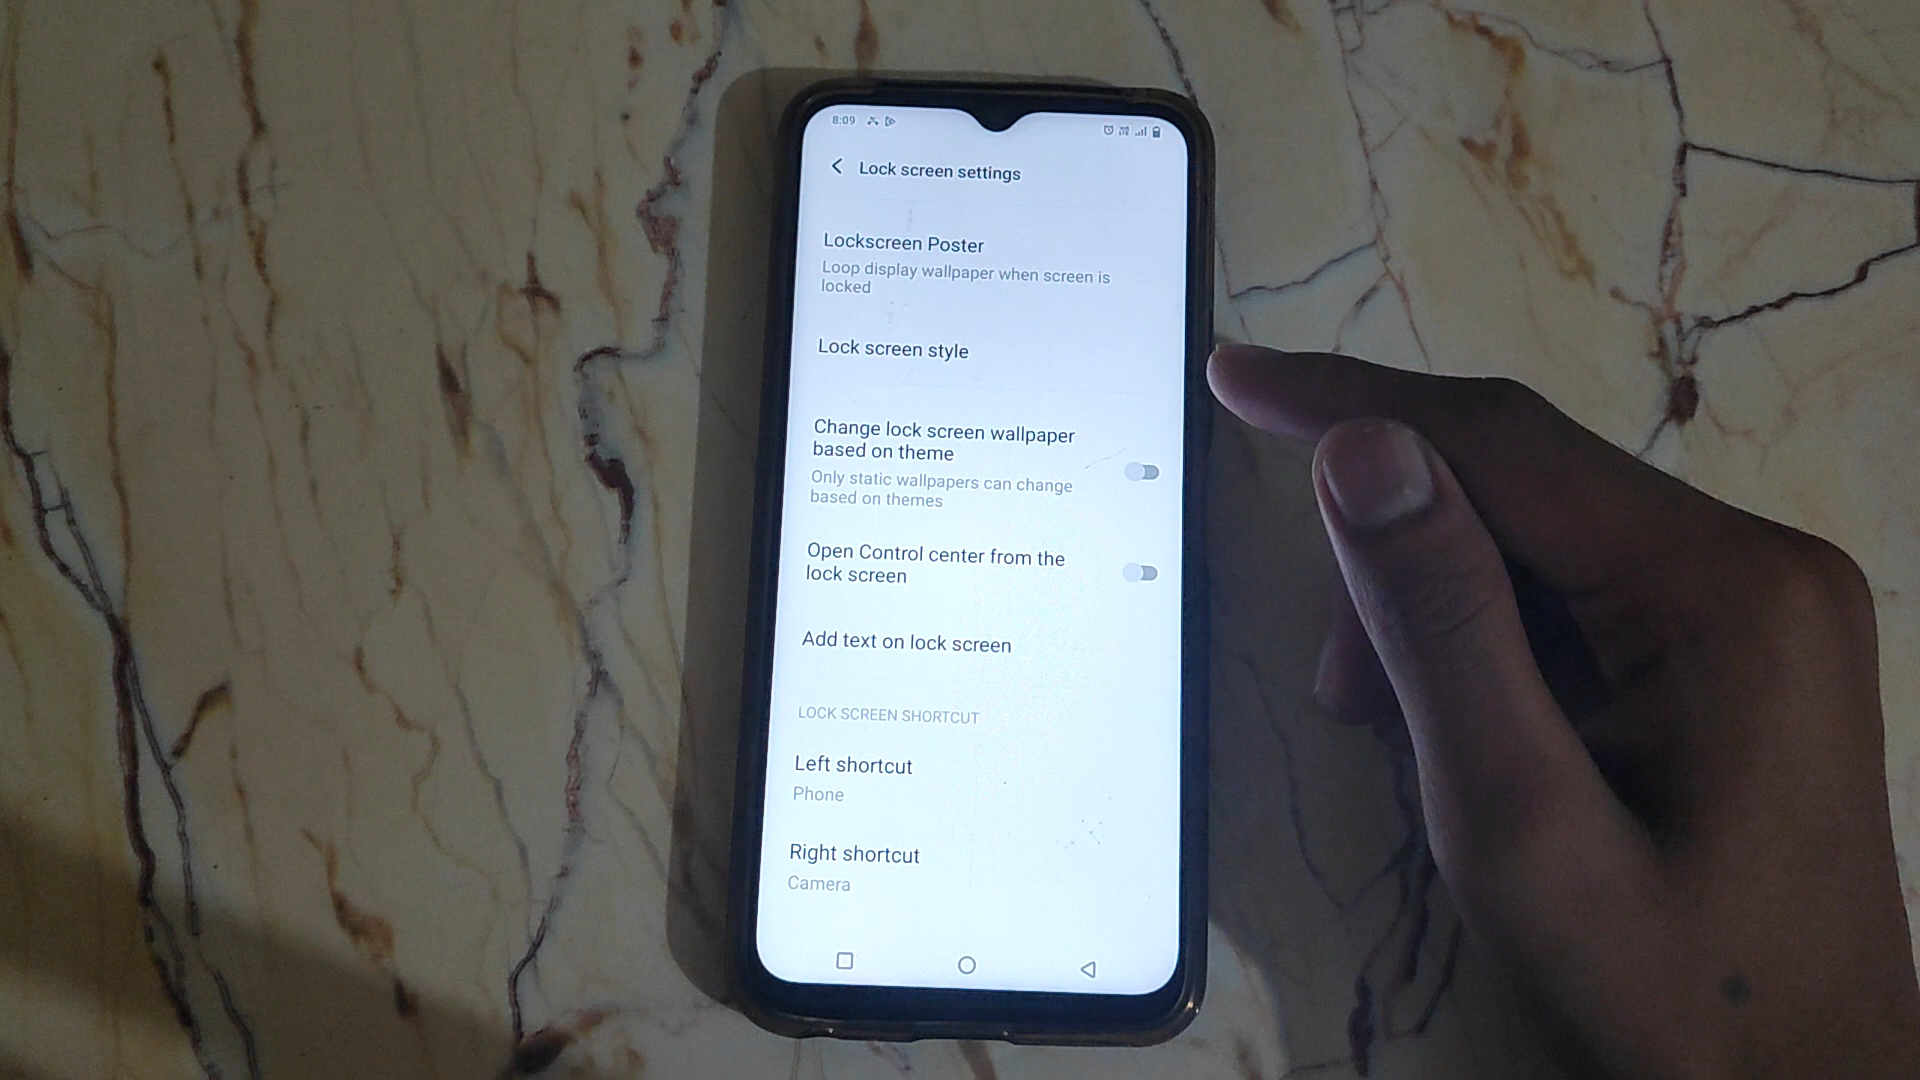 8:09
Lock screen settings
Lockscreen Poster
Loop display wallpaper when screen is
locked
Lock screen style
Change lock screen wallpaper
based on theme
Only static wallpapers can change
based on themes
Open Control center from the
lock screen
Add text on lock screen
LOCK SCREEN SHORTCUT
Left shortcut
Phone
Right shortcut
Camera